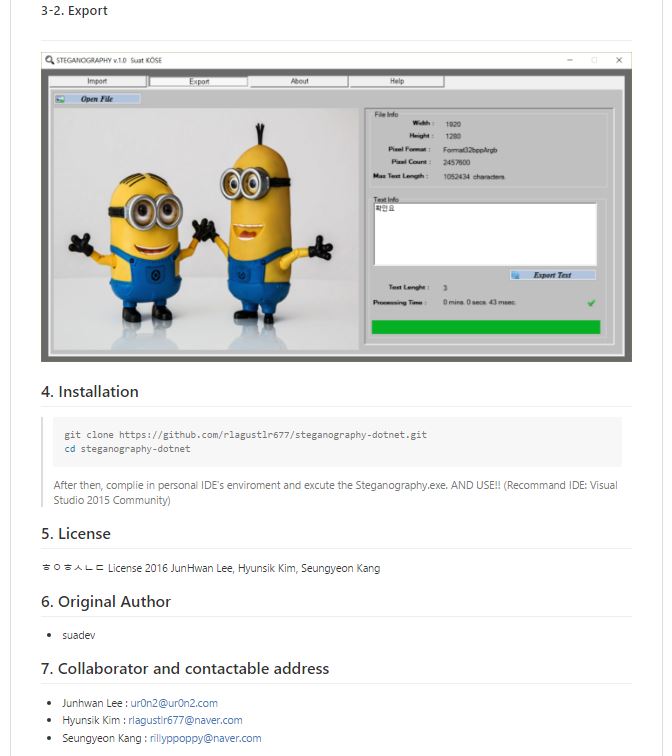 3-2. Export
STEGANOGRAPHY v.1.0 Suat KÖSE
Import
Export
About
Help
Open File
File Info
Width : 1920
Height : 1280
Pixel Format : Format32bppArgb
Pixel Count : 2457600
Max Text Length : 1052434 characters.
Text Info
확인요
Export Text
Text Lenght : 3
Processing Time : 0 mins. 0 secs. 43 msec.
4. Installation
git clone https://github.com/rlagustlr677/steganography-dotnet.git
cd steganography-dotnet
After then, complie in personal IDE's enviroment and excute the Steganography.exe. AND USE!! (Recommand IDE: Visual
Studio 2015 Community)
5. License
ㅎㅇㅎㅅㄴㄷ License 2016 JunHwan Lee, Hyunsik Kim, Seungyeon Kang
6. Original Author
suadev
7. Collaborator and contactable address
Junhwan Lee : ur0n2@ur0n2.com
Hyunsik Kim : rlagustlr677@naver.com
Seungyeon Kang : rillyppoppy@naver.com